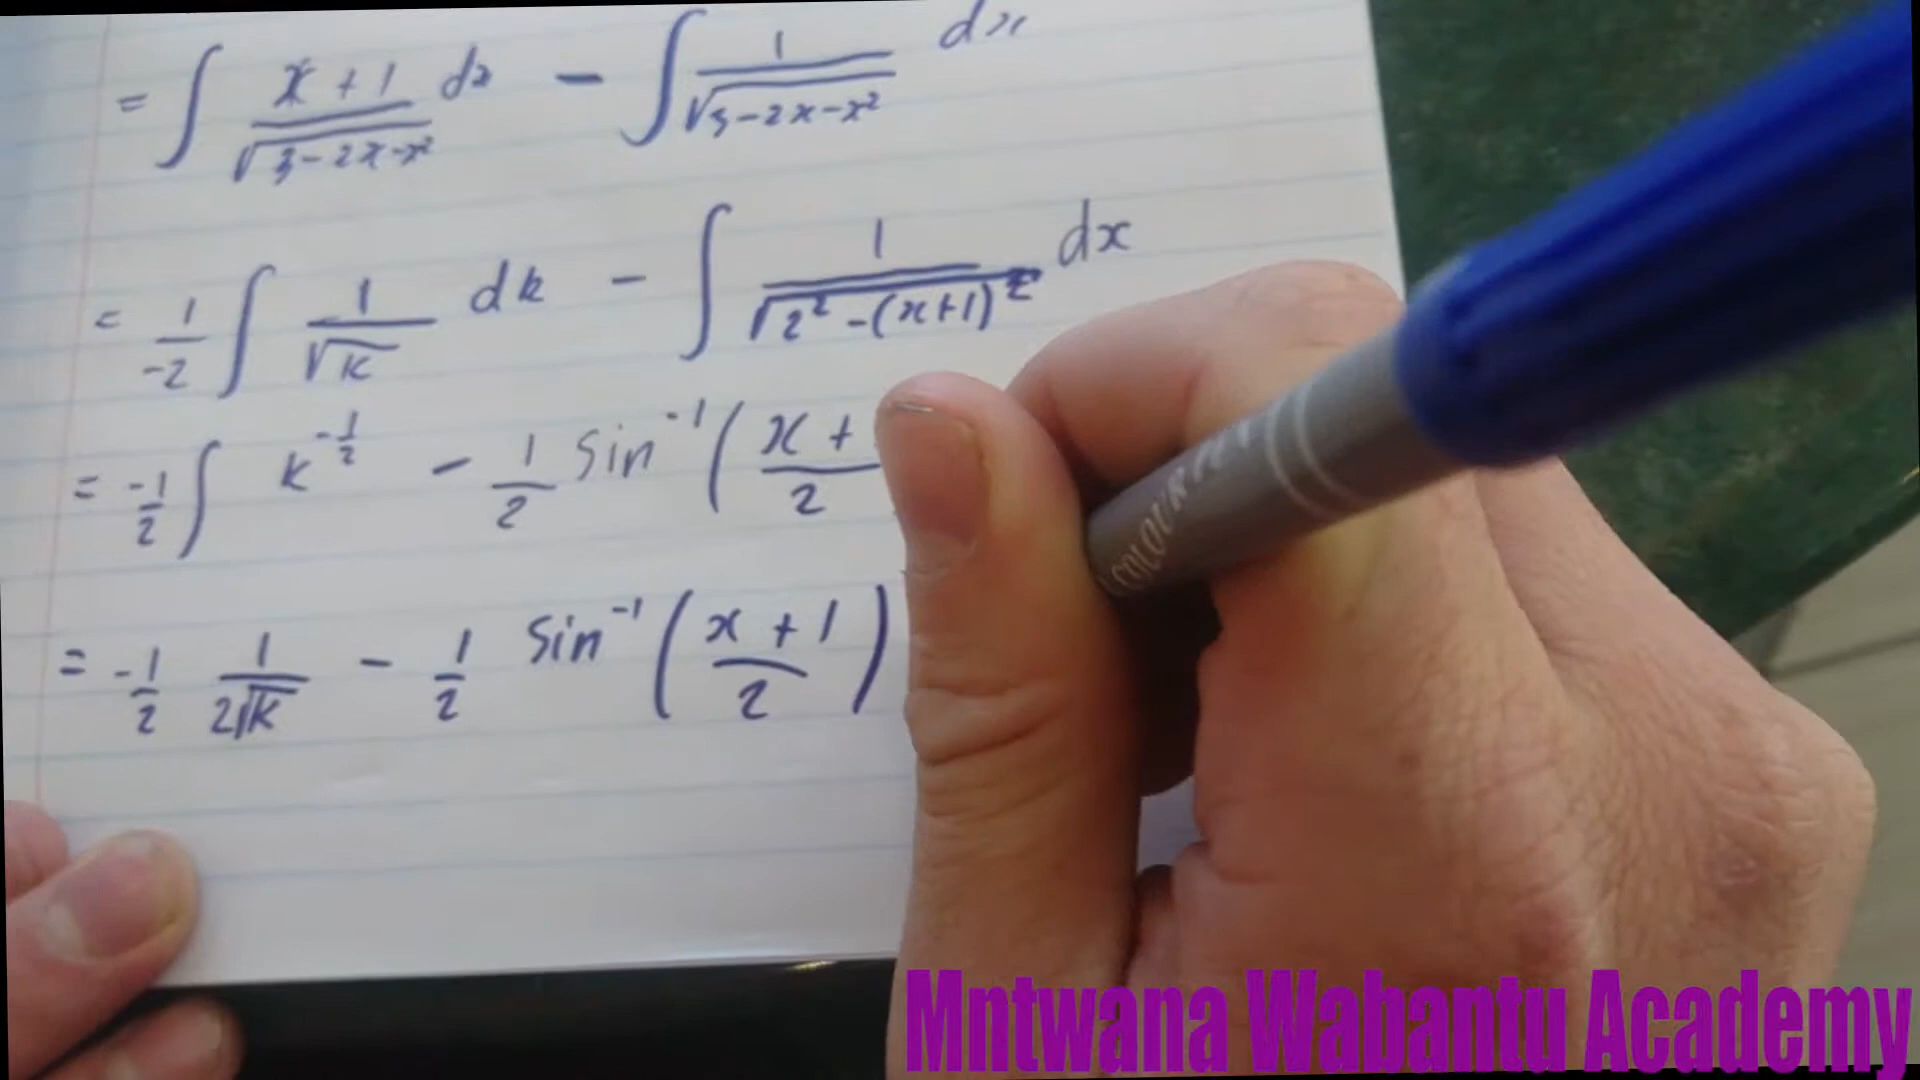 = ∫ x + 1 / √3 - 2x - x² dx - ∫ 1 / √3 - 2x - x² dx
= 1/-2 ∫ 1/√k dk - ∫ 1 / √2² - (x+1)² dx
= -1/2 ∫ k^-1/2 - 1/2 sin⁻¹ ( x + / 2
= -1/2 1/2√k - 1/2 sin⁻¹ ( x + 1 / 2 )
COLOUR
Mntwana Wabantu Academy